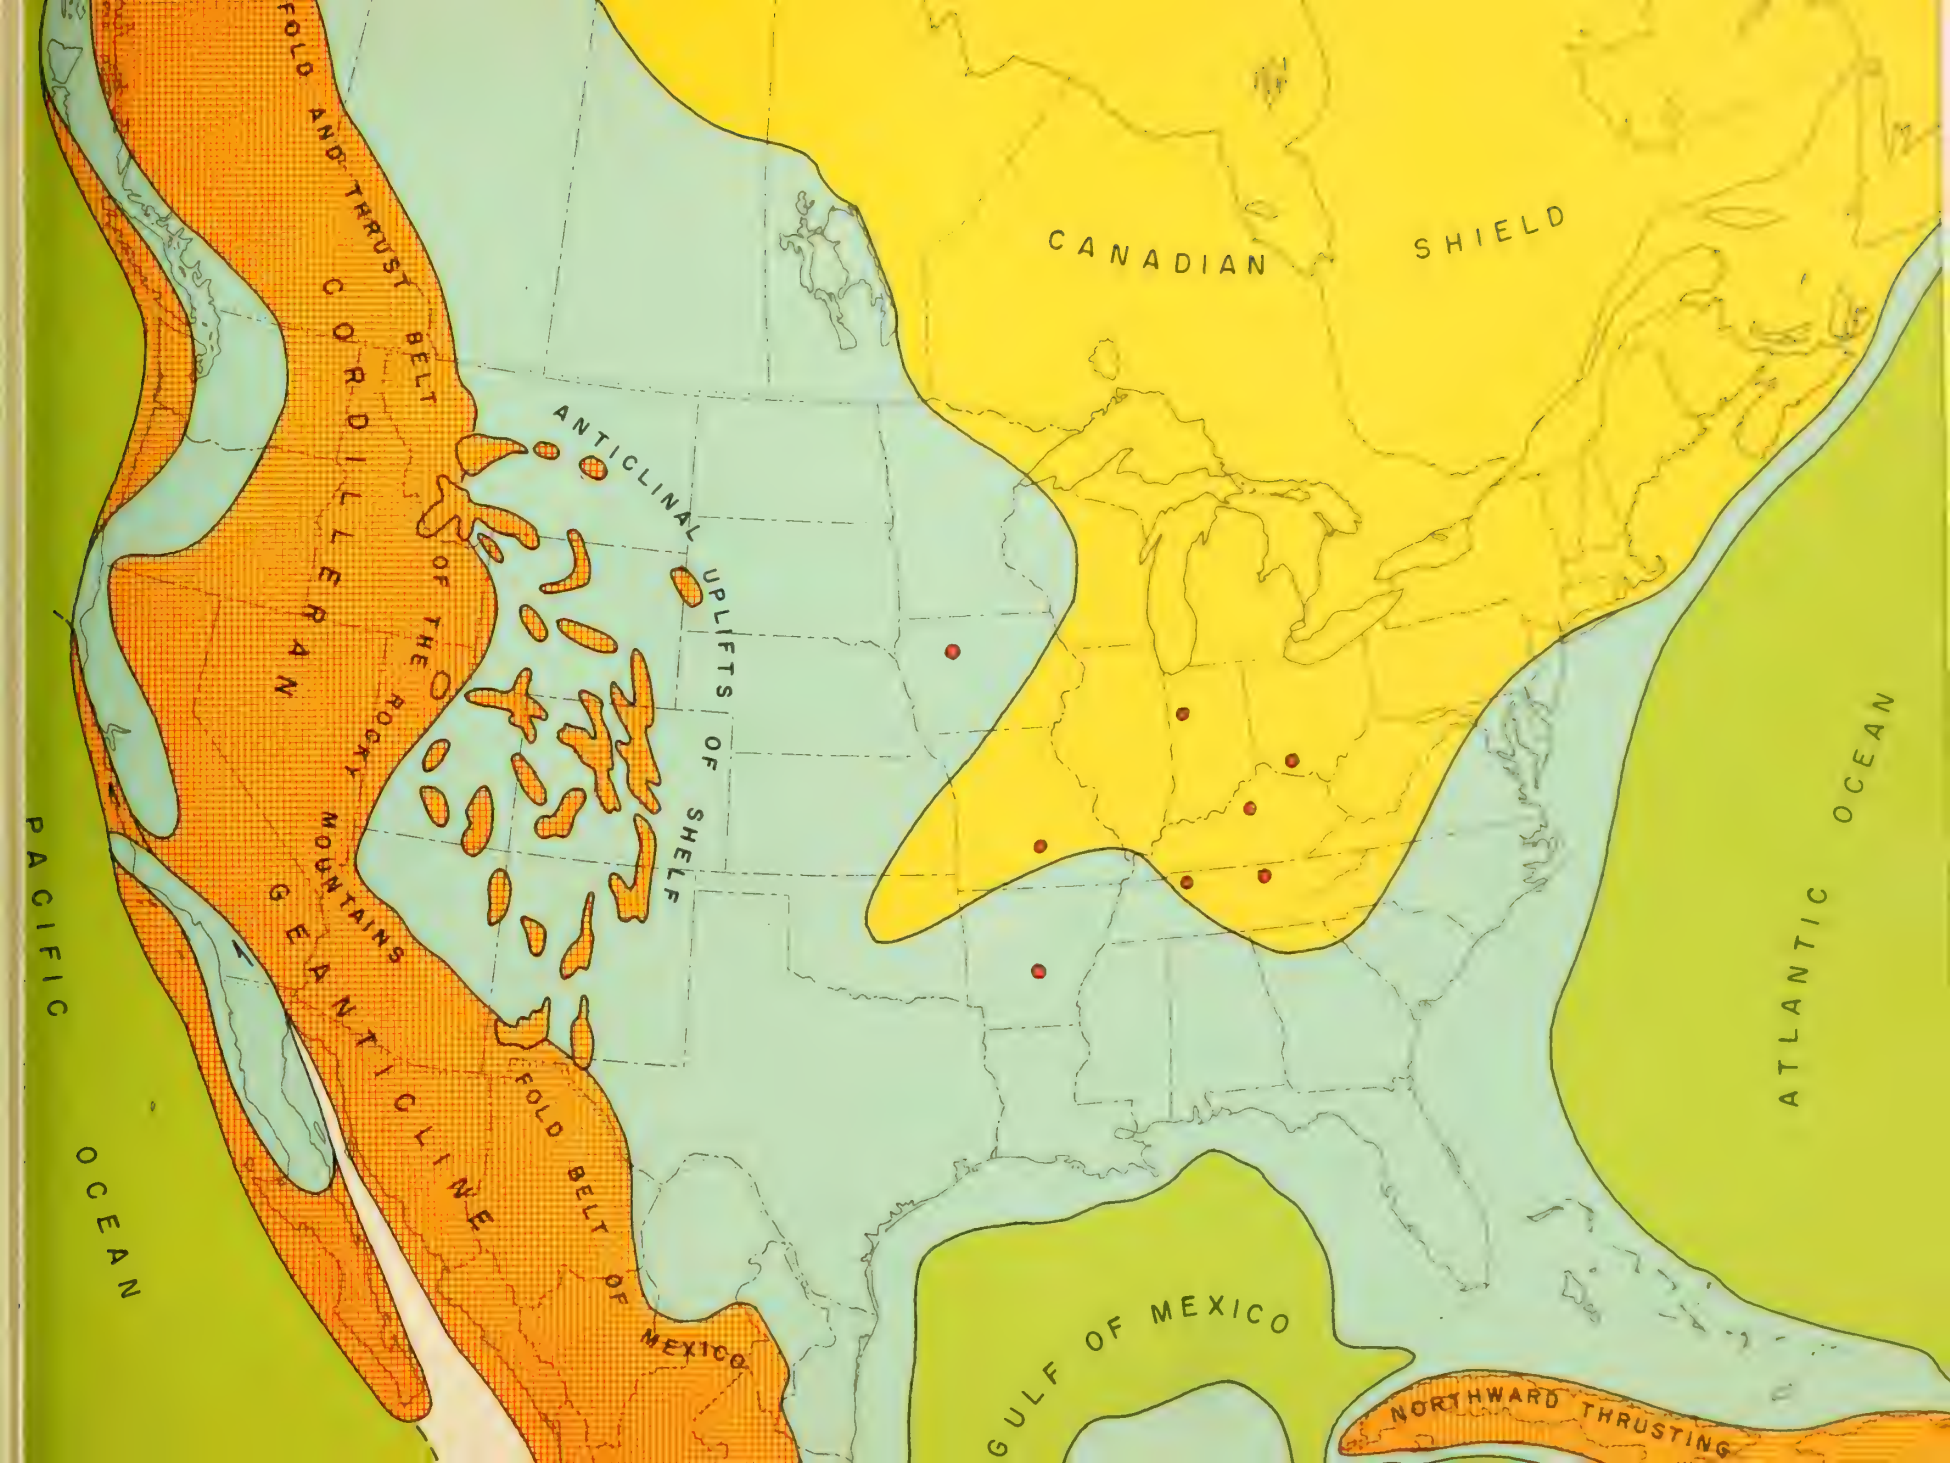 FOLD AND THRUST BELT
OF THE ROCKY
MOUNTAINS
CORDILLERAN
GEANTICLINE
CANADIAN SHIELD
ANTICLINAL UPLIFTS OF SHELF
PACIFIC OCEAN
ATLANTIC OCEAN
FOLD BELT OF
MEXICO
GULF OF MEXICO
NORTHWARD THRUSTING